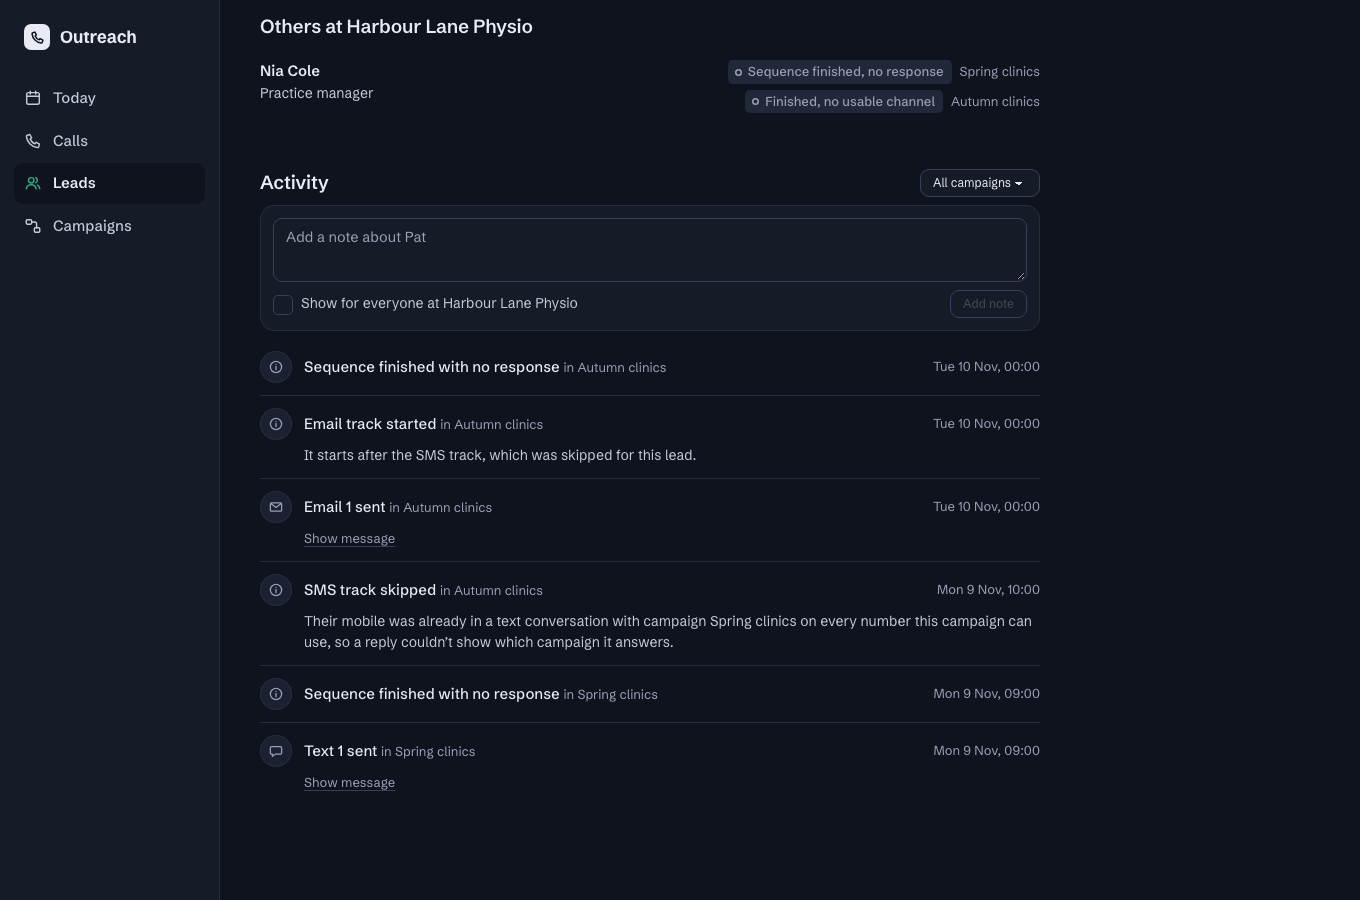 Outreach
Today
Calls
Leads
Campaigns
Others at Harbour Lane Physio
Nia Cole
Practice manager
Sequence finished, no response Spring clinics
Finished, no usable channel Autumn clinics
Activity
All campaigns
Add a note about Pat
Show for everyone at Harbour Lane Physio
Add note
Sequence finished with no response in Autumn clinics Tue 10 Nov, 00:00
Email track started in Autumn clinics Tue 10 Nov, 00:00
It starts after the SMS track, which was skipped for this lead.
Email 1 sent in Autumn clinics Tue 10 Nov, 00:00
Show message
SMS track skipped in Autumn clinics Mon 9 Nov, 10:00
Their mobile was already in a text conversation with campaign Spring clinics on every number this campaign can
use, so a reply couldn’t show which campaign it answers.
Sequence finished with no response in Spring clinics Mon 9 Nov, 09:00
Text 1 sent in Spring clinics Mon 9 Nov, 09:00
Show message